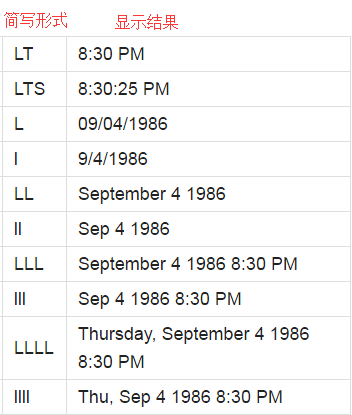 简写形式 显示结果
LT 8:30 PM
LTS 8:30:25 PM
L 09/04/1986
l 9/4/1986
LL September 4 1986
ll Sep 4 1986
LLL September 4 1986 8:30 PM
lll Sep 4 1986 8:30 PM
LLLL Thursday, September 4 1986
8:30 PM
llll Thu, Sep 4 1986 8:30 PM